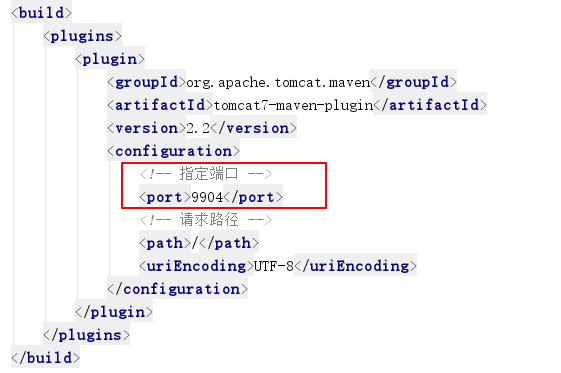 <build>
<plugins>
<plugin>
<groupId>org.apache.tomcat.maven</groupId>
<artifactId>tomcat7-maven-plugin</artifactId>
<version>2.2</version>
<configuration>
<!-- 指定端口 -->
<port>9904</port>
<!-- 请求路径 -->
<path>/</path>
<uriEncoding>UTF-8</uriEncoding>
</configuration>
</plugin>
</plugins>
</build>